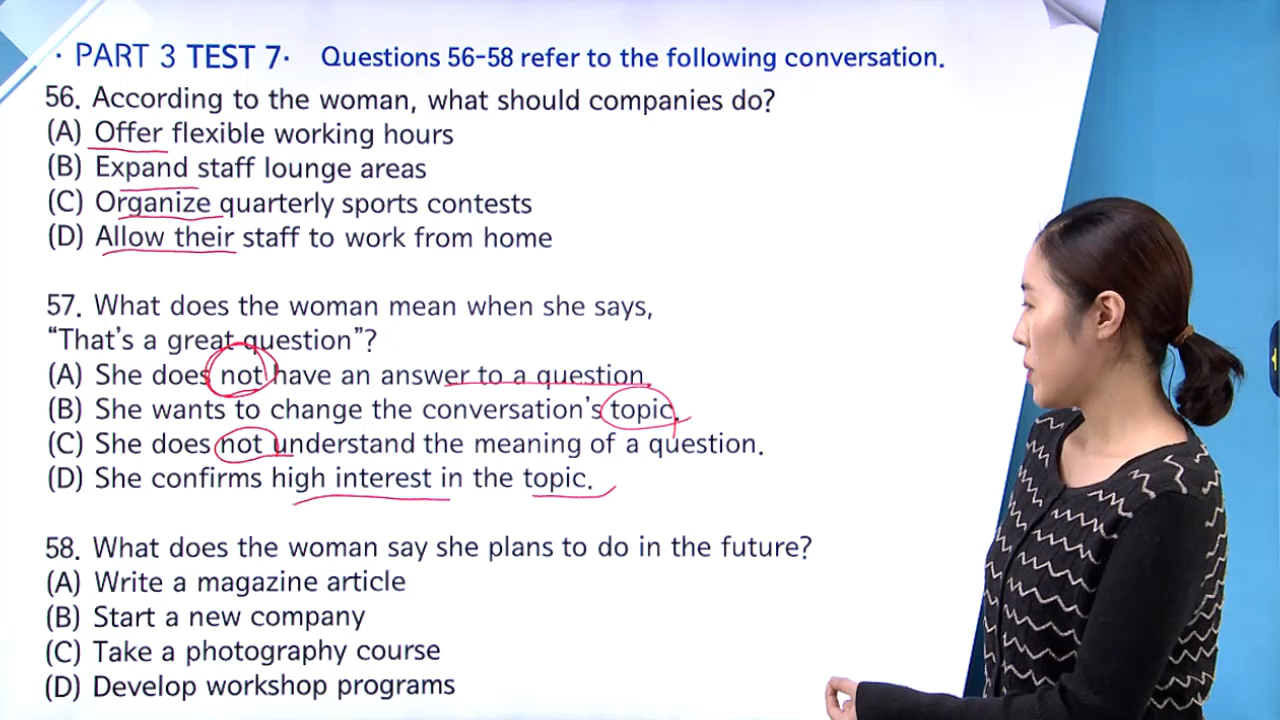 · PART 3 TEST 7· Questions 56-58 refer to the following conversation.
56. According to the woman, what should companies do?
(A) Offer flexible working hours
(B) Expand staff lounge areas
(C) Organize quarterly sports contests
(D) Allow their staff to work from home
57. What does the woman mean when she says,
“That’s a great question”?
(A) She does not have an answer to a question.
(B) She wants to change the conversation’s topic.
(C) She does not understand the meaning of a question.
(D) She confirms high interest in the topic.
58. What does the woman say she plans to do in the future?
(A) Write a magazine article
(B) Start a new company
(C) Take a photography course
(D) Develop workshop programs